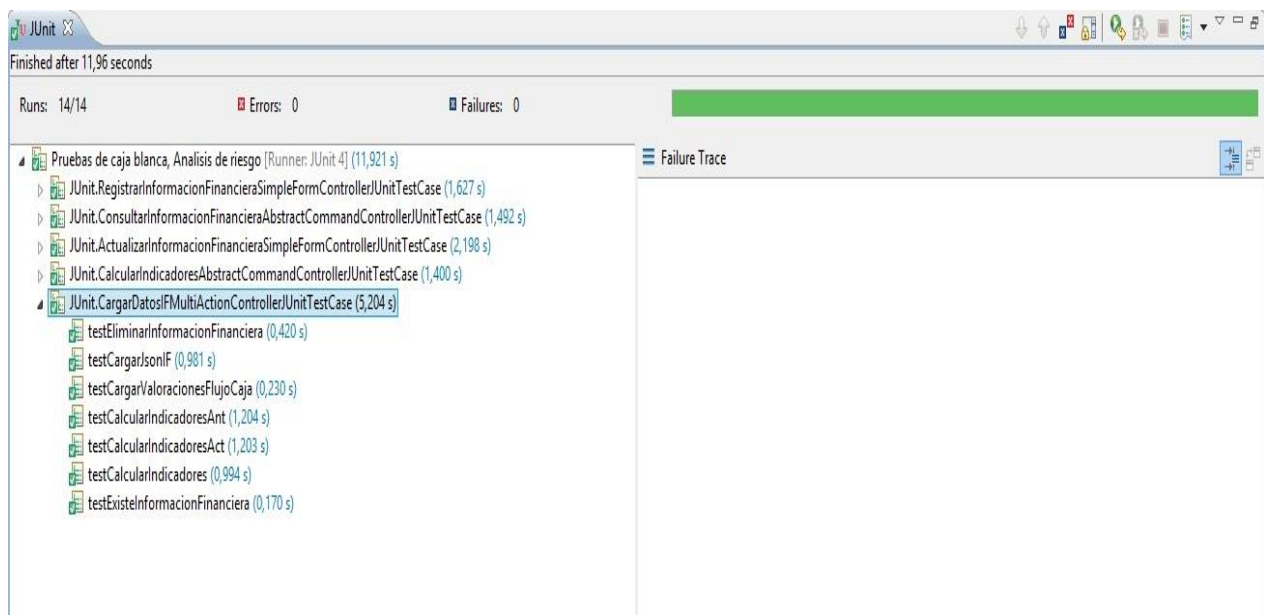 JUnit
Finished after 11,96 seconds
Runs: 14/14 Errors: 0 Failures: 0
Pruebas de caja blanca, Analisis de riesgo [Runner: JUnit 4] (11,921 s)
JUnit.RegistrarInformacionFinancieraSimpleFormControllerJUnitTestCase (1,627 s)
JUnit.ConsultarInformacionFinancieraAbstractCommandControllerJUnitTestCase (1,492 s)
JUnit.ActualizarInformacionFinancieraSimpleFormControllerJUnitTestCase (2,198 s)
JUnit.CalcularIndicadoresAbstractCommandControllerJUnitTestCase (1,400 s)
JUnit.CargarDatosIFMultiActionControllerJUnitTestCase (5,204 s)
testEliminarInformacionFinanciera (0,420 s)
testCargarJsonIF (0,981 s)
testCargarValoracionesFlujoCaja (0,230 s)
testCalcularIndicadoresAnt (1,204 s)
testCalcularIndicadoresAct (1,203 s)
testCalcularIndicadores (0,994 s)
testExisteInformacionFinanciera (0,170 s)
Failure Trace